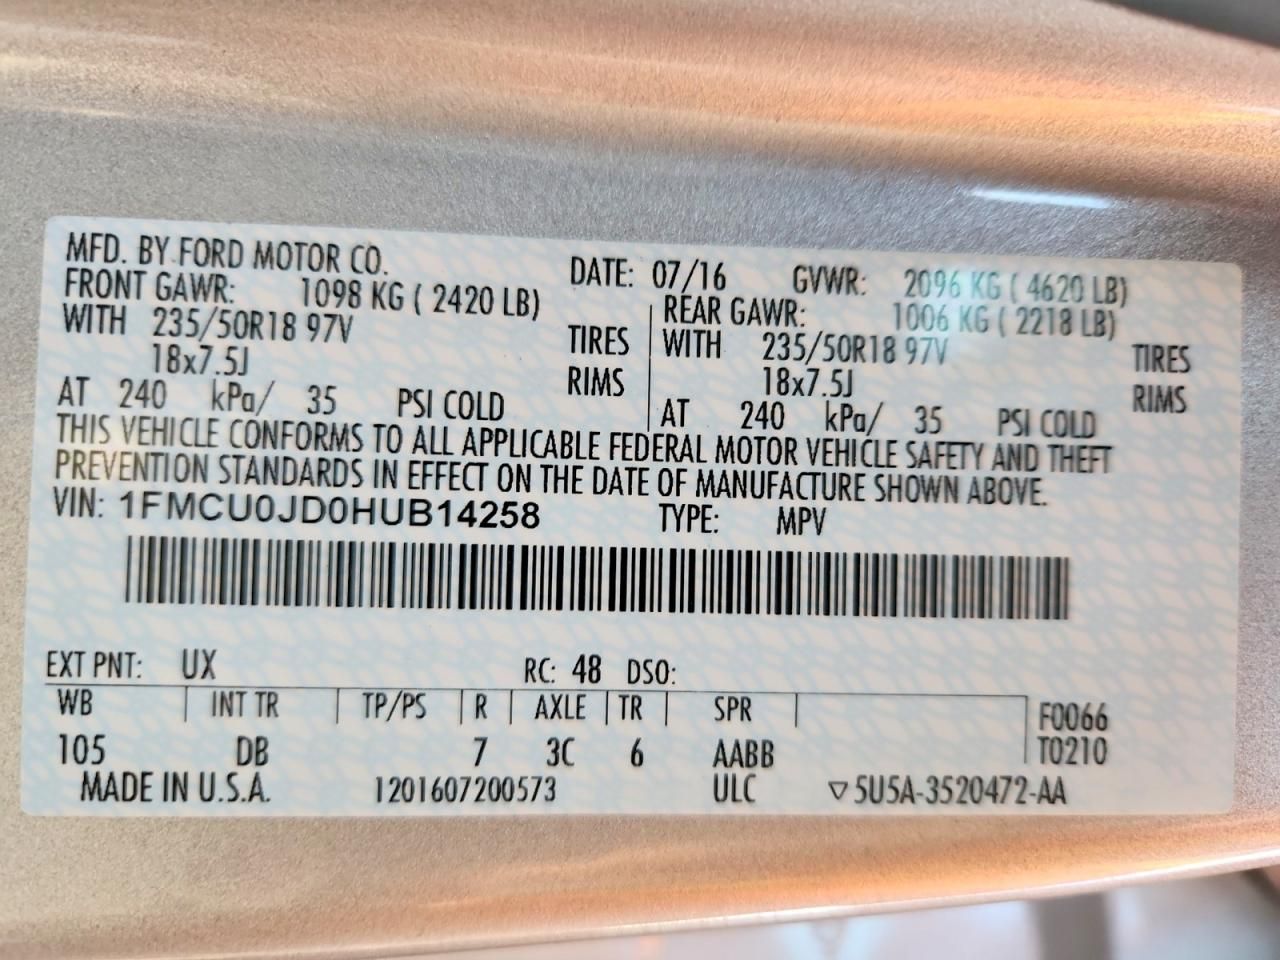 MFD. BY FORD MOTOR CO.
DATE: 07/16 GVWR: 2096 KG ( 4620 LB)
FRONT GAWR: 1098 KG ( 2420 LB)
WITH 235/50R18 97V TIRES
18x7.5J RIMS
AT 240 kPa/ 35 PSI COLD
REAR GAWR: 1006 KG ( 2218 LB)
WITH 235/50R18 97V TIRES
18x7.5J RIMS
AT 240 kPa/ 35 PSI COLD
THIS VEHICLE CONFORMS TO ALL APPLICABLE FEDERAL MOTOR VEHICLE SAFETY AND THEFT
PREVENTION STANDARDS IN EFFECT ON THE DATE OF MANUFACTURE SHOWN ABOVE.
VIN: 1FMCU0JD0HUB14258 TYPE: MPV
EXT PNT: UX RC: 48 DSO:
WB INT TR TP/PS R AXLE TR SPR F0066
105 DB 7 3C 6 AABB T0210
MADE IN U.S.A. 1201607200573 ULC ▽5U5A-3520472-AA